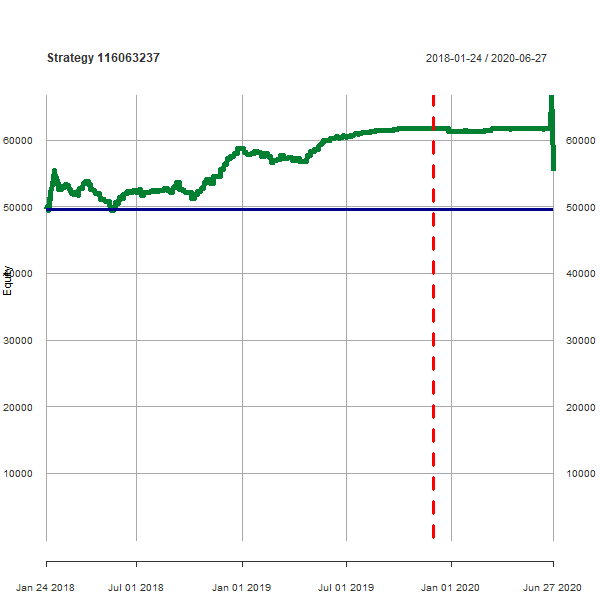 Strategy 116063237
2018-01-24 / 2020-06-27
60000
60000
50000
50000
Equity
40000
40000
30000
30000
20000
20000
10000
10000
Jan 24 2018
Jul 01 2018
Jan 01 2019
Jul 01 2019
Jan 01 2020
Jun 27 2020